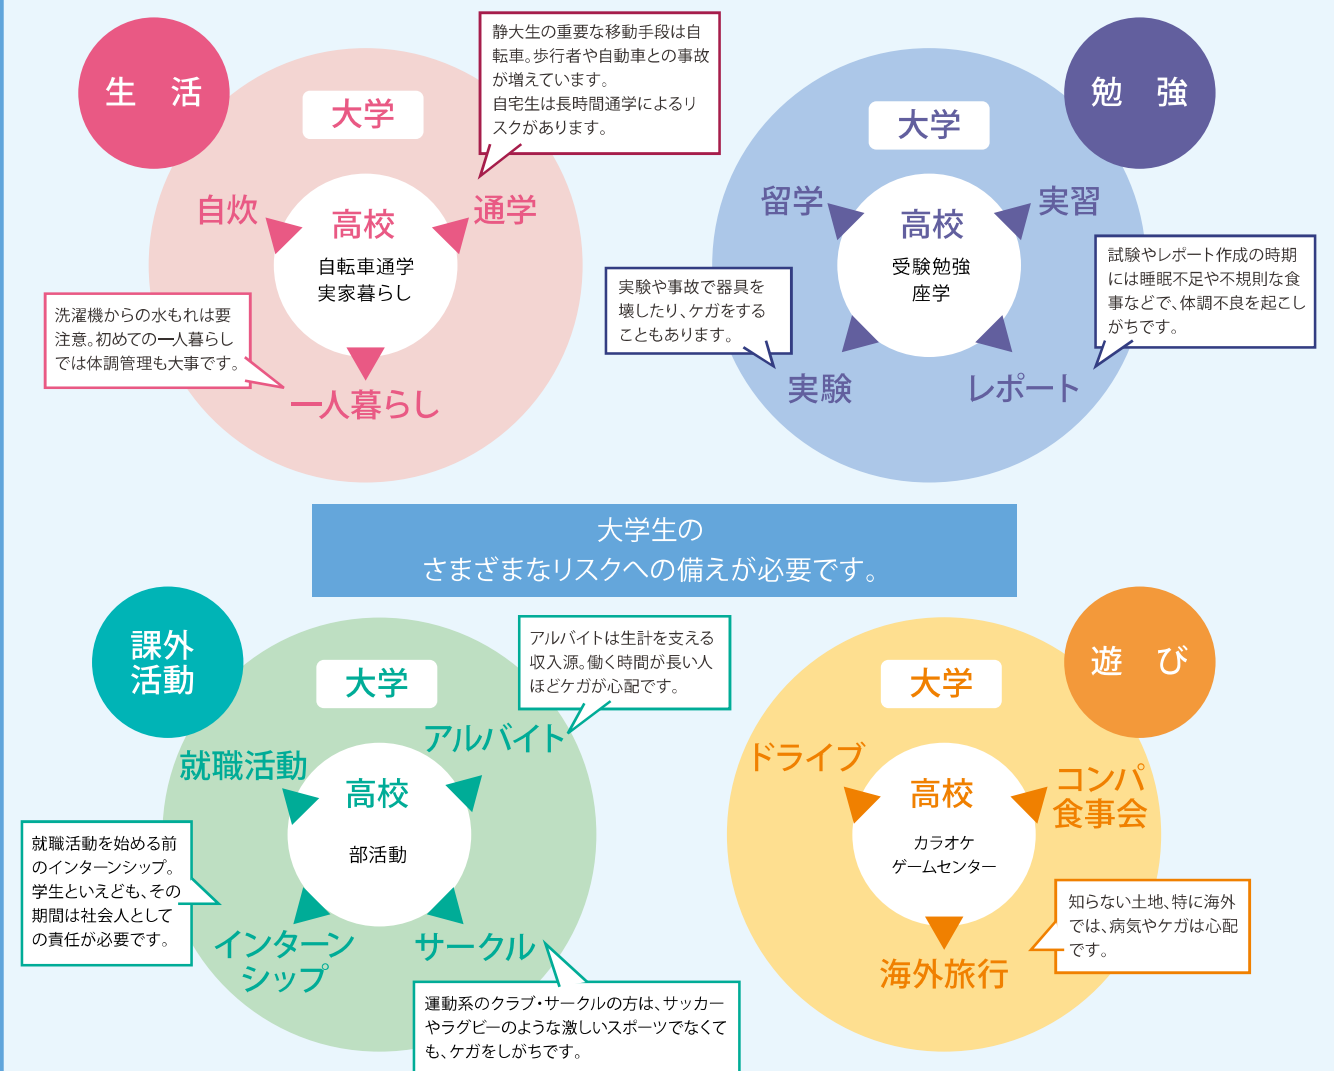 生　活
大学
静大生の重要な移動手段は自
転車。歩行者や自動車との事故
が増えています。
自宅生は長時間通学によるリ
スクがあります。
自炊
通学
高校
自転車通学
実家暮らし
洗濯機からの水もれは要
注意。初めての一人暮らし
では体調管理も大事です。
一人暮らし
勉　強
大学
留学
実習
高校
受験勉強
座学
実験や事故で器具を
壊したり、ケガをする
こともあります。
試験やレポート作成の時期
には睡眠不足や不規則な食
事などで、体調不良を起こし
がちです。
実験
レポート
大学生の
さまざまなリスクへの備えが必要です。
課外
活動
大学
アルバイトは生計を支える
収入源。働く時間が長い人
ほどケガが心配です。
アルバイト
就職活動
高校
部活動
就職活動を始める前
のインターンシップ。
学生といえども、その
期間は社会人として
の責任が必要です。
インターン
シップ
サークル
運動系のクラブ・サークルの方は、サッカー
やラグビーのような激しいスポーツでなくて
も、ケガをしがちです。
遊　び
大学
ドライブ
コンパ
食事会
高校
カラオケ
ゲームセンター
知らない土地、特に海外
では、病気やケガは心配
です。
海外旅行